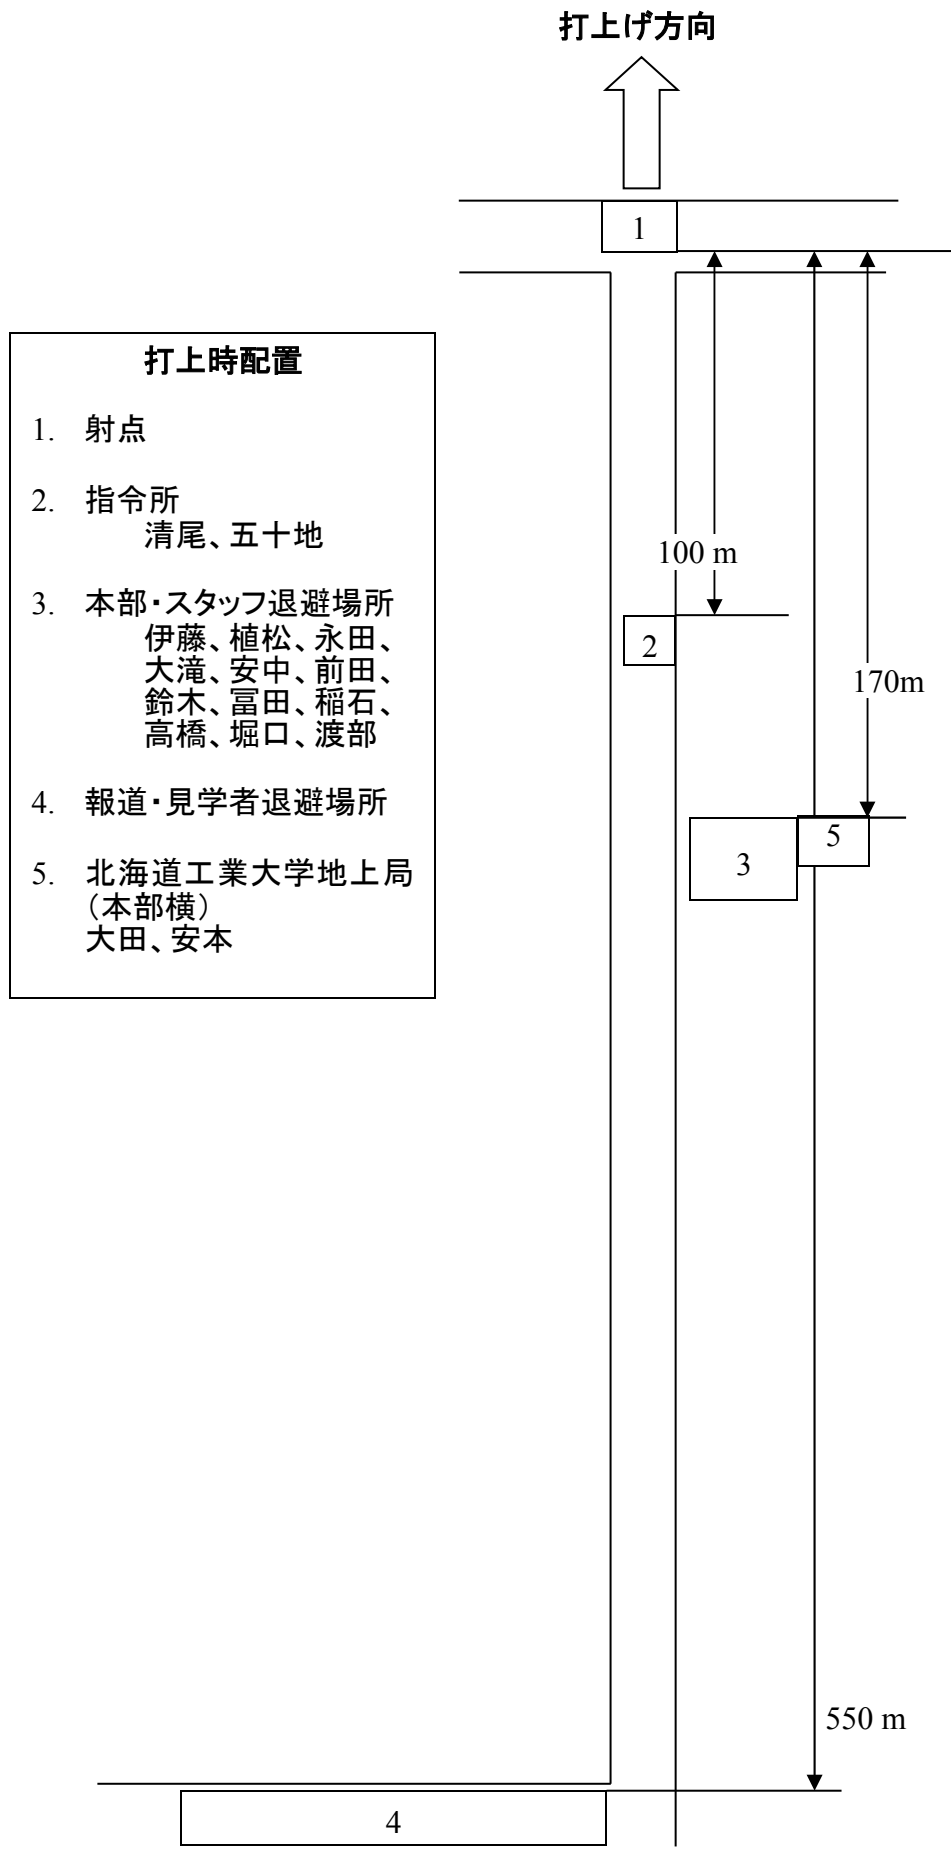 打上げ方向
1
打上時配置
1. 射点
2. 指令所
清尾、五十地
3. 本部・スタッフ退避場所
伊藤、植松、永田、
大滝、安中、前田、
鈴木、冨田、稲石、
高橋、堀口、渡部
4. 報道・見学者退避場所
5. 北海道工業大学地上局
（本部横）
大田、安本
100 m
2
170m
3
5
550 m
4